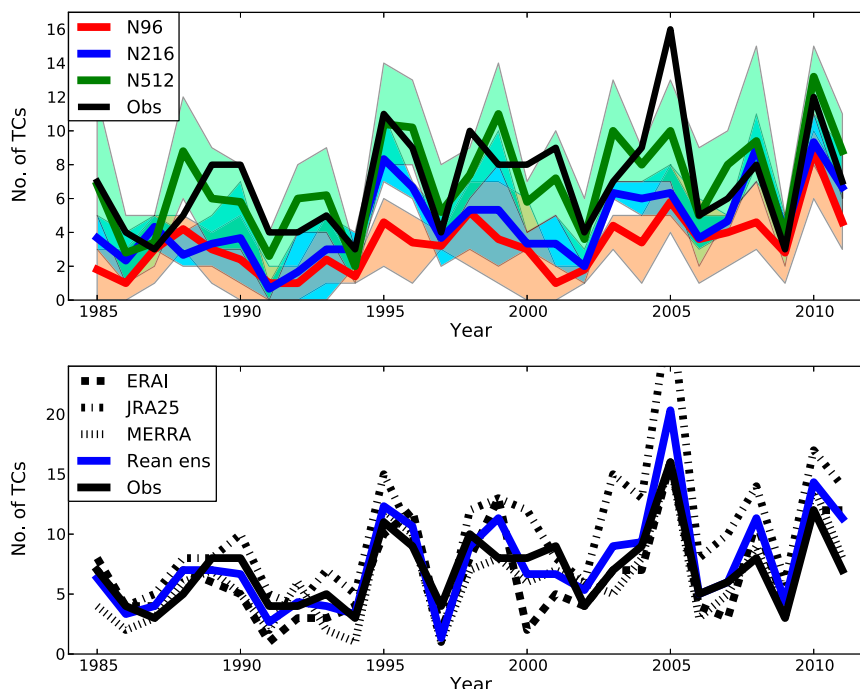 16
14
12
10
8
6
4
2
0
No. of TCs
N96
N216
N512
Obs
1985
1990
1995
2000
2005
2010
Year
20
15
10
5
0
No. of TCs
ERAI
JRA25
MERRA
Rean ens
Obs
1985
1990
1995
2000
2005
2010
Year